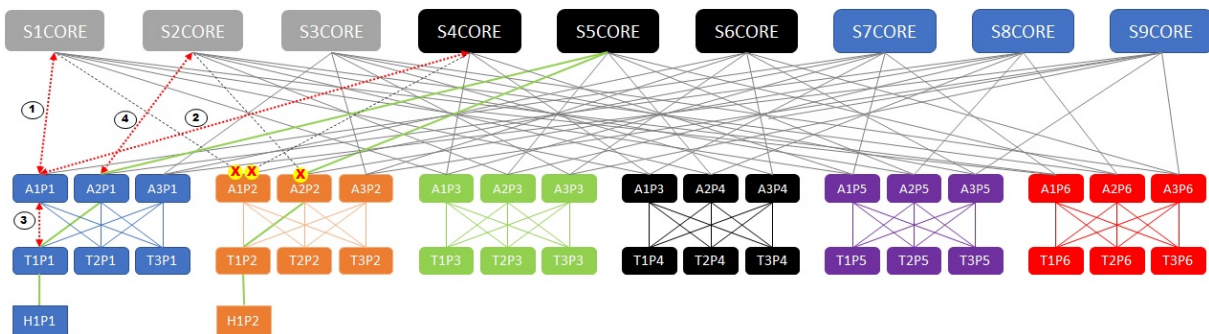 S1CORE S2CORE S3CORE S4CORE S5CORE S6CORE S7CORE S8CORE S9CORE
1 4 2
X X X
A1P1 A2P1 A3P1 A1P2 A2P2 A3P2 A1P3 A2P3 A3P3 A1P3 A2P4 A3P4 A1P5 A2P5 A3P5 A1P6 A2P6 A3P6
3
T1P1 T2P1 T3P1 T1P2 T2P2 T3P2 T1P3 T2P3 T3P3 T1P4 T2P4 T3P4 T1P5 T2P5 T3P5 T1P6 T2P6 T3P6
H1P1 H1P2